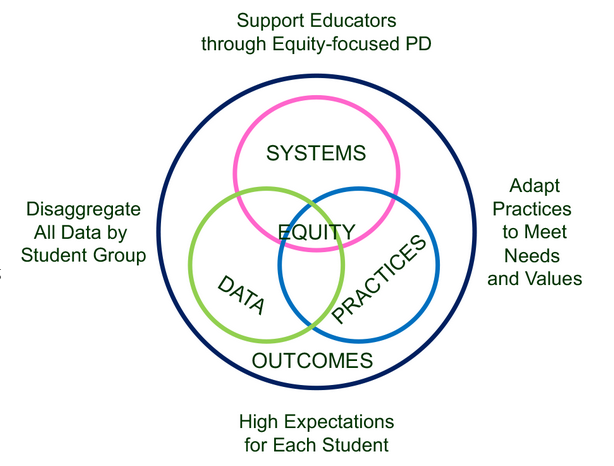 Support Educators
through Equity-focused PD
SYSTEMS
Disaggregate
All Data by
Student Group
Adapt
Practices
to Meet
Needs
and Values
EQUITY
DATA
PRACTICES
OUTCOMES
High Expectations
for Each Student